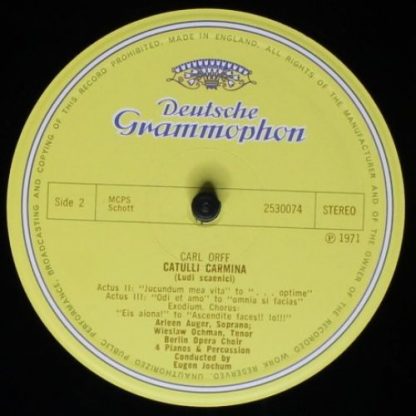 MADE IN ENGLAND. ALL RIGHTS OF THE MANUFACTURER AND OF THE OWNER OF THE RECORDED WORK RESERVED. UNAUTHORIZED PUBLIC PERFORMANCE, BROADCASTING AND COPYING OF THIS RECORD PROHIBITED.
Deutsche
Grammophon
Side 2
MCPS
Schott
2530074
STEREO
Ⓟ 1971
CARL ORFF
CATULLI CARMINA
(Ludi scaenici)
Actus II: "Jucundum mea vita" to ". . . optime"
Actus III: "Odi et amo" to "omnia si facias"
Exodium. Chorus:
"Eis aiona!" to "Ascendite faces!! Io!!!"
Arleen Auger, Soprano;
Wieslaw Ochman, Tenor
Berlin Opera Choir
4 Pianos & Percussion
Conducted by
Eugen Jochum